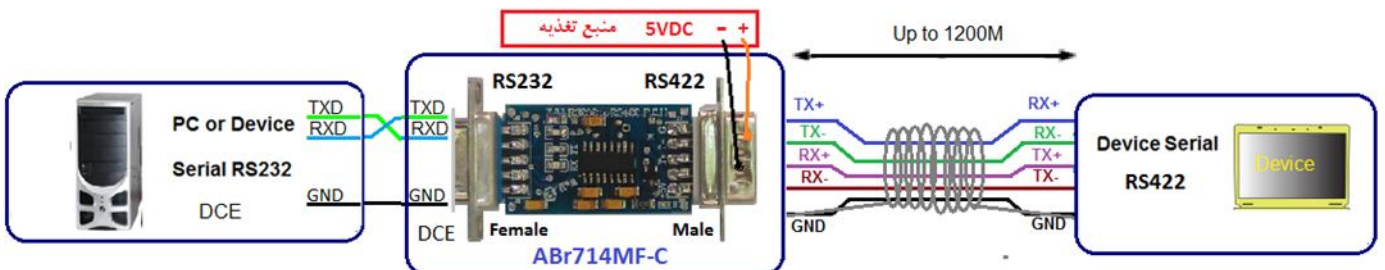 منبع تغذیه 5VDC - +
Up to 1200M
PC or Device
Serial RS232
DCE
TXD
RXD
GND
TXD
RXD
GND
DCE
RS232
RS422
Female
Male
ABr714MF-C
TX+
TX-
RX+
RX-
GND
RX+
RX-
TX+
TX-
GND
Device Serial
RS422
Device